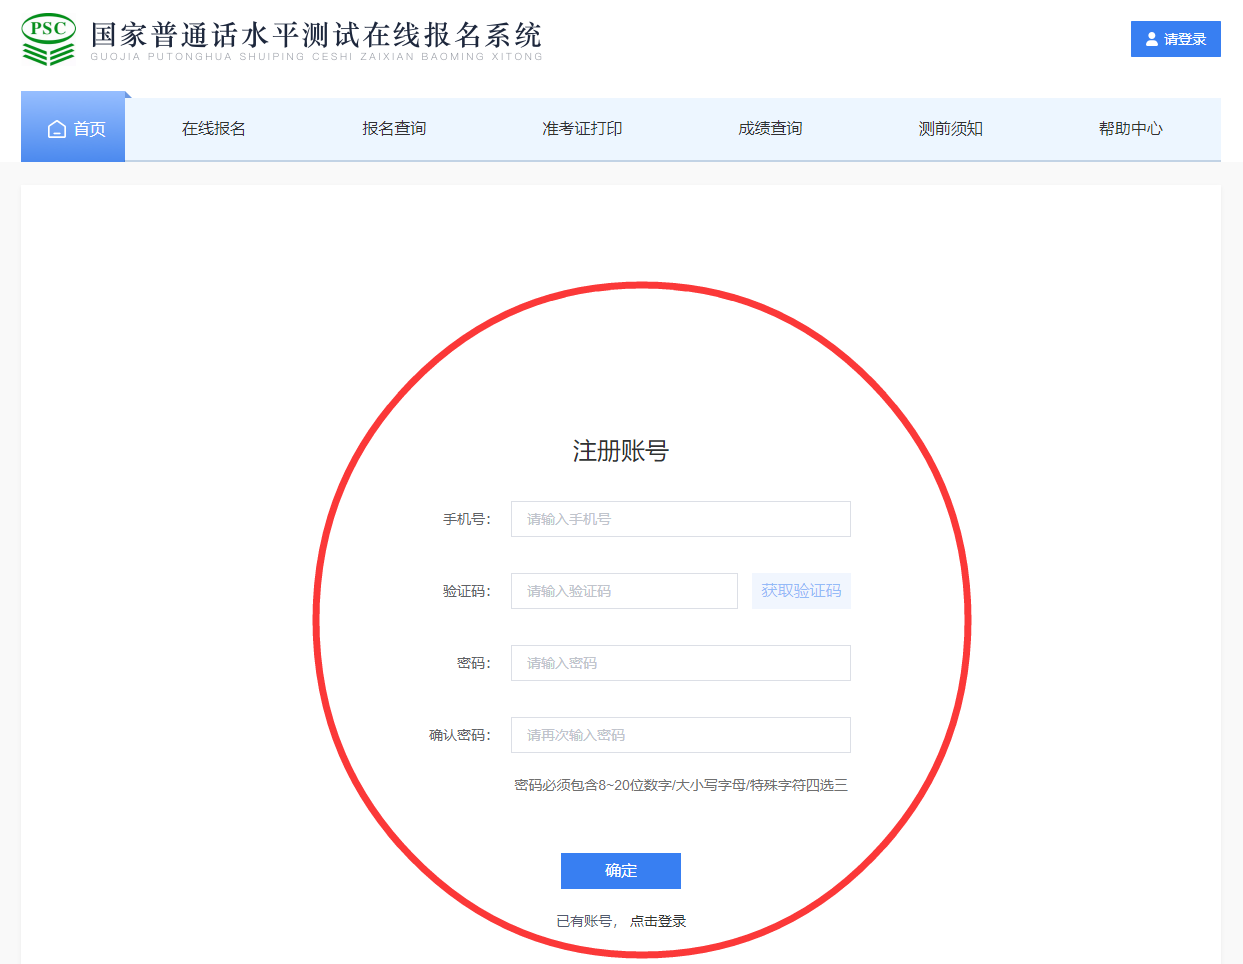 PSC
国家普通话水平测试在线报名系统
GUOJIA PUTONGHUA SHUIPING CESHI ZAIXIAN BAOMING XITONG
请登录
首页 在线报名 报名查询 准考证打印 成绩查询 测前须知 帮助中心
注册账号
手机号： 请输入手机号
验证码： 请输入验证码 获取验证码
密码： 请输入密码
确认密码： 请再次输入密码
密码必须包含8~20位数字/大小写字母/特殊字符四选三
确定
已有账号， 点击登录